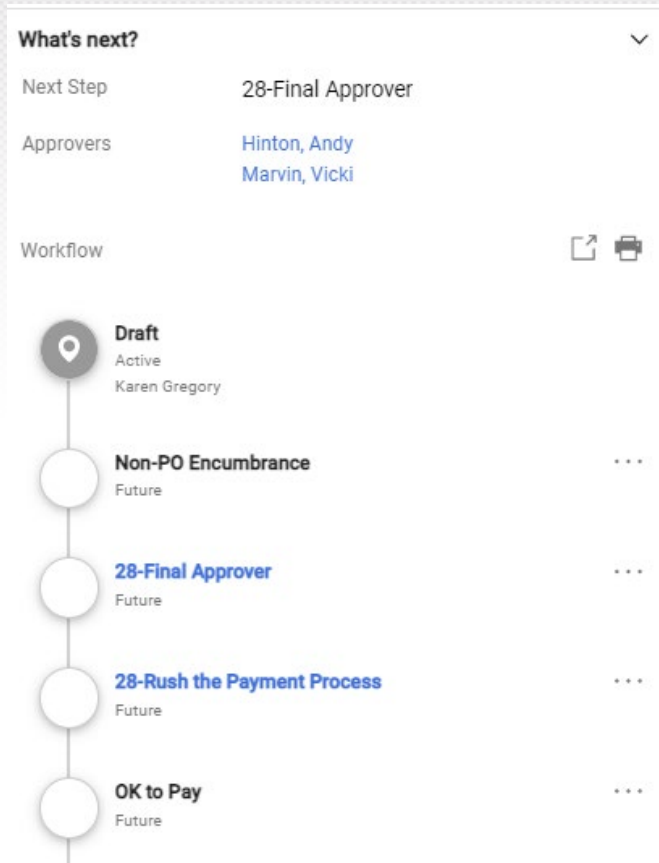 What's next?
Next Step 28-Final Approver
Approvers Hinton, Andy
Marvin, Vicki
Workflow
Draft
Active
Karen Gregory
Non-PO Encumbrance
Future
28-Final Approver
Future
28-Rush the Payment Process
Future
OK to Pay
Future